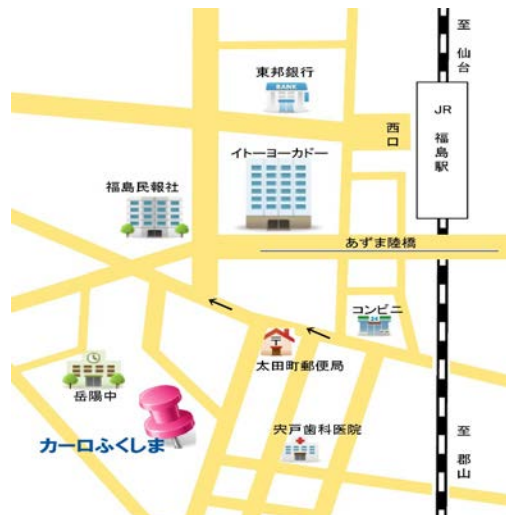 至 仙台
東邦銀行
BANK
JR 福島駅
西口
イトーヨーカドー
福島民報社
あずま陸橋
コンビニ
24
〒
太田町郵便局
岳陽中
カーロふくしま
宍戸歯科医院
至 郡山